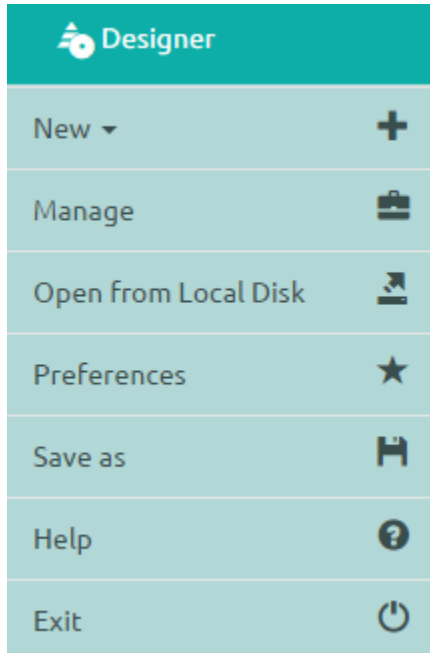 Designer
New
Manage
Open from Local Disk
Preferences
Save as
Help
Exit